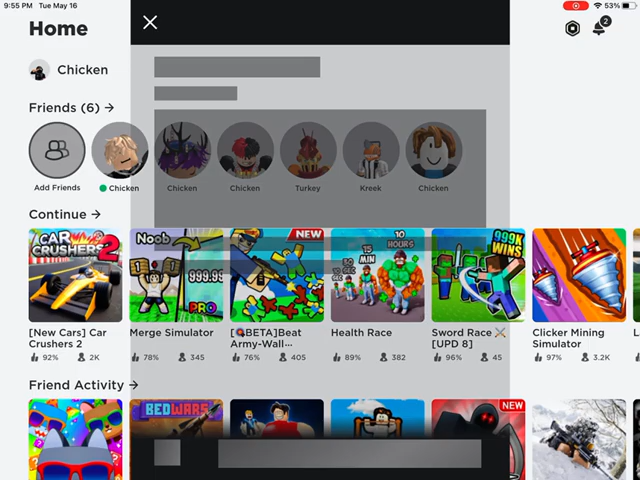 9:55 PM Tue May 16
53%
Home
2
Chicken
Friends (6) →
Add Friends
Chicken
Chicken
Chicken
Turkey
Kreek
Chicken
Continue →
CAR CRUSHERS 2
Noob
999.99
PRO
NEW
10 HOURS
15 MIN
999K WINS
[New Cars] Car Crushers 2
Merge Simulator
[🎯BETA]Beat Army-Wall-...
Health Race
Sword Race ⚔️ [UPD 8]
Clicker Mining Simulator
92% 2K
78% 345
76% 405
89% 382
96% 45
97% 3.2K
Friend Activity →
BEDWARS
NEW